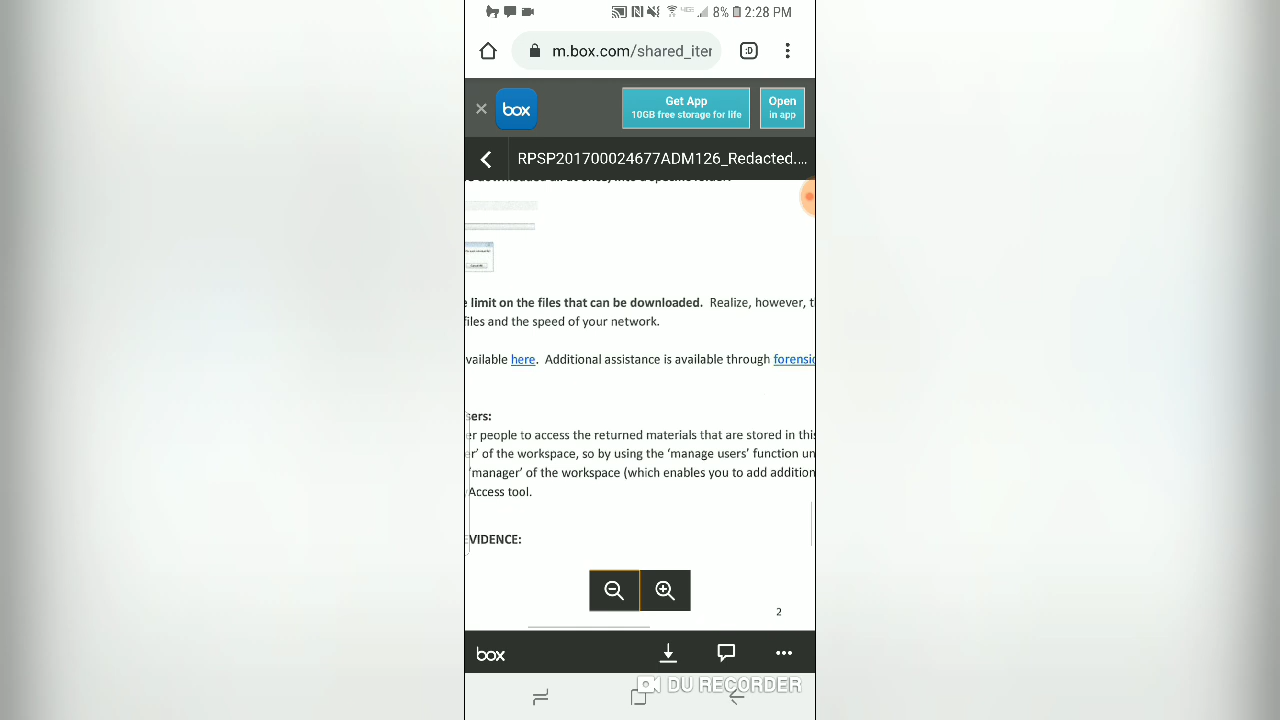 8% 2:28 PM
:D
m.box.com/shared_iter
box
Get App
10GB free storage for life
Open
in app
RPSP201700024677ADM126_Redacted....
e limit on the files that can be downloaded. Realize, however, t
files and the speed of your network.
vailable here. Additional assistance is available through forensic
sers:
er people to access the returned materials that are stored in this
er' of the workspace, so by using the 'manage users' function un
'manager' of the workspace (which enables you to add addition
Access tool.
EVIDENCE:
2
box
DU RECORDER